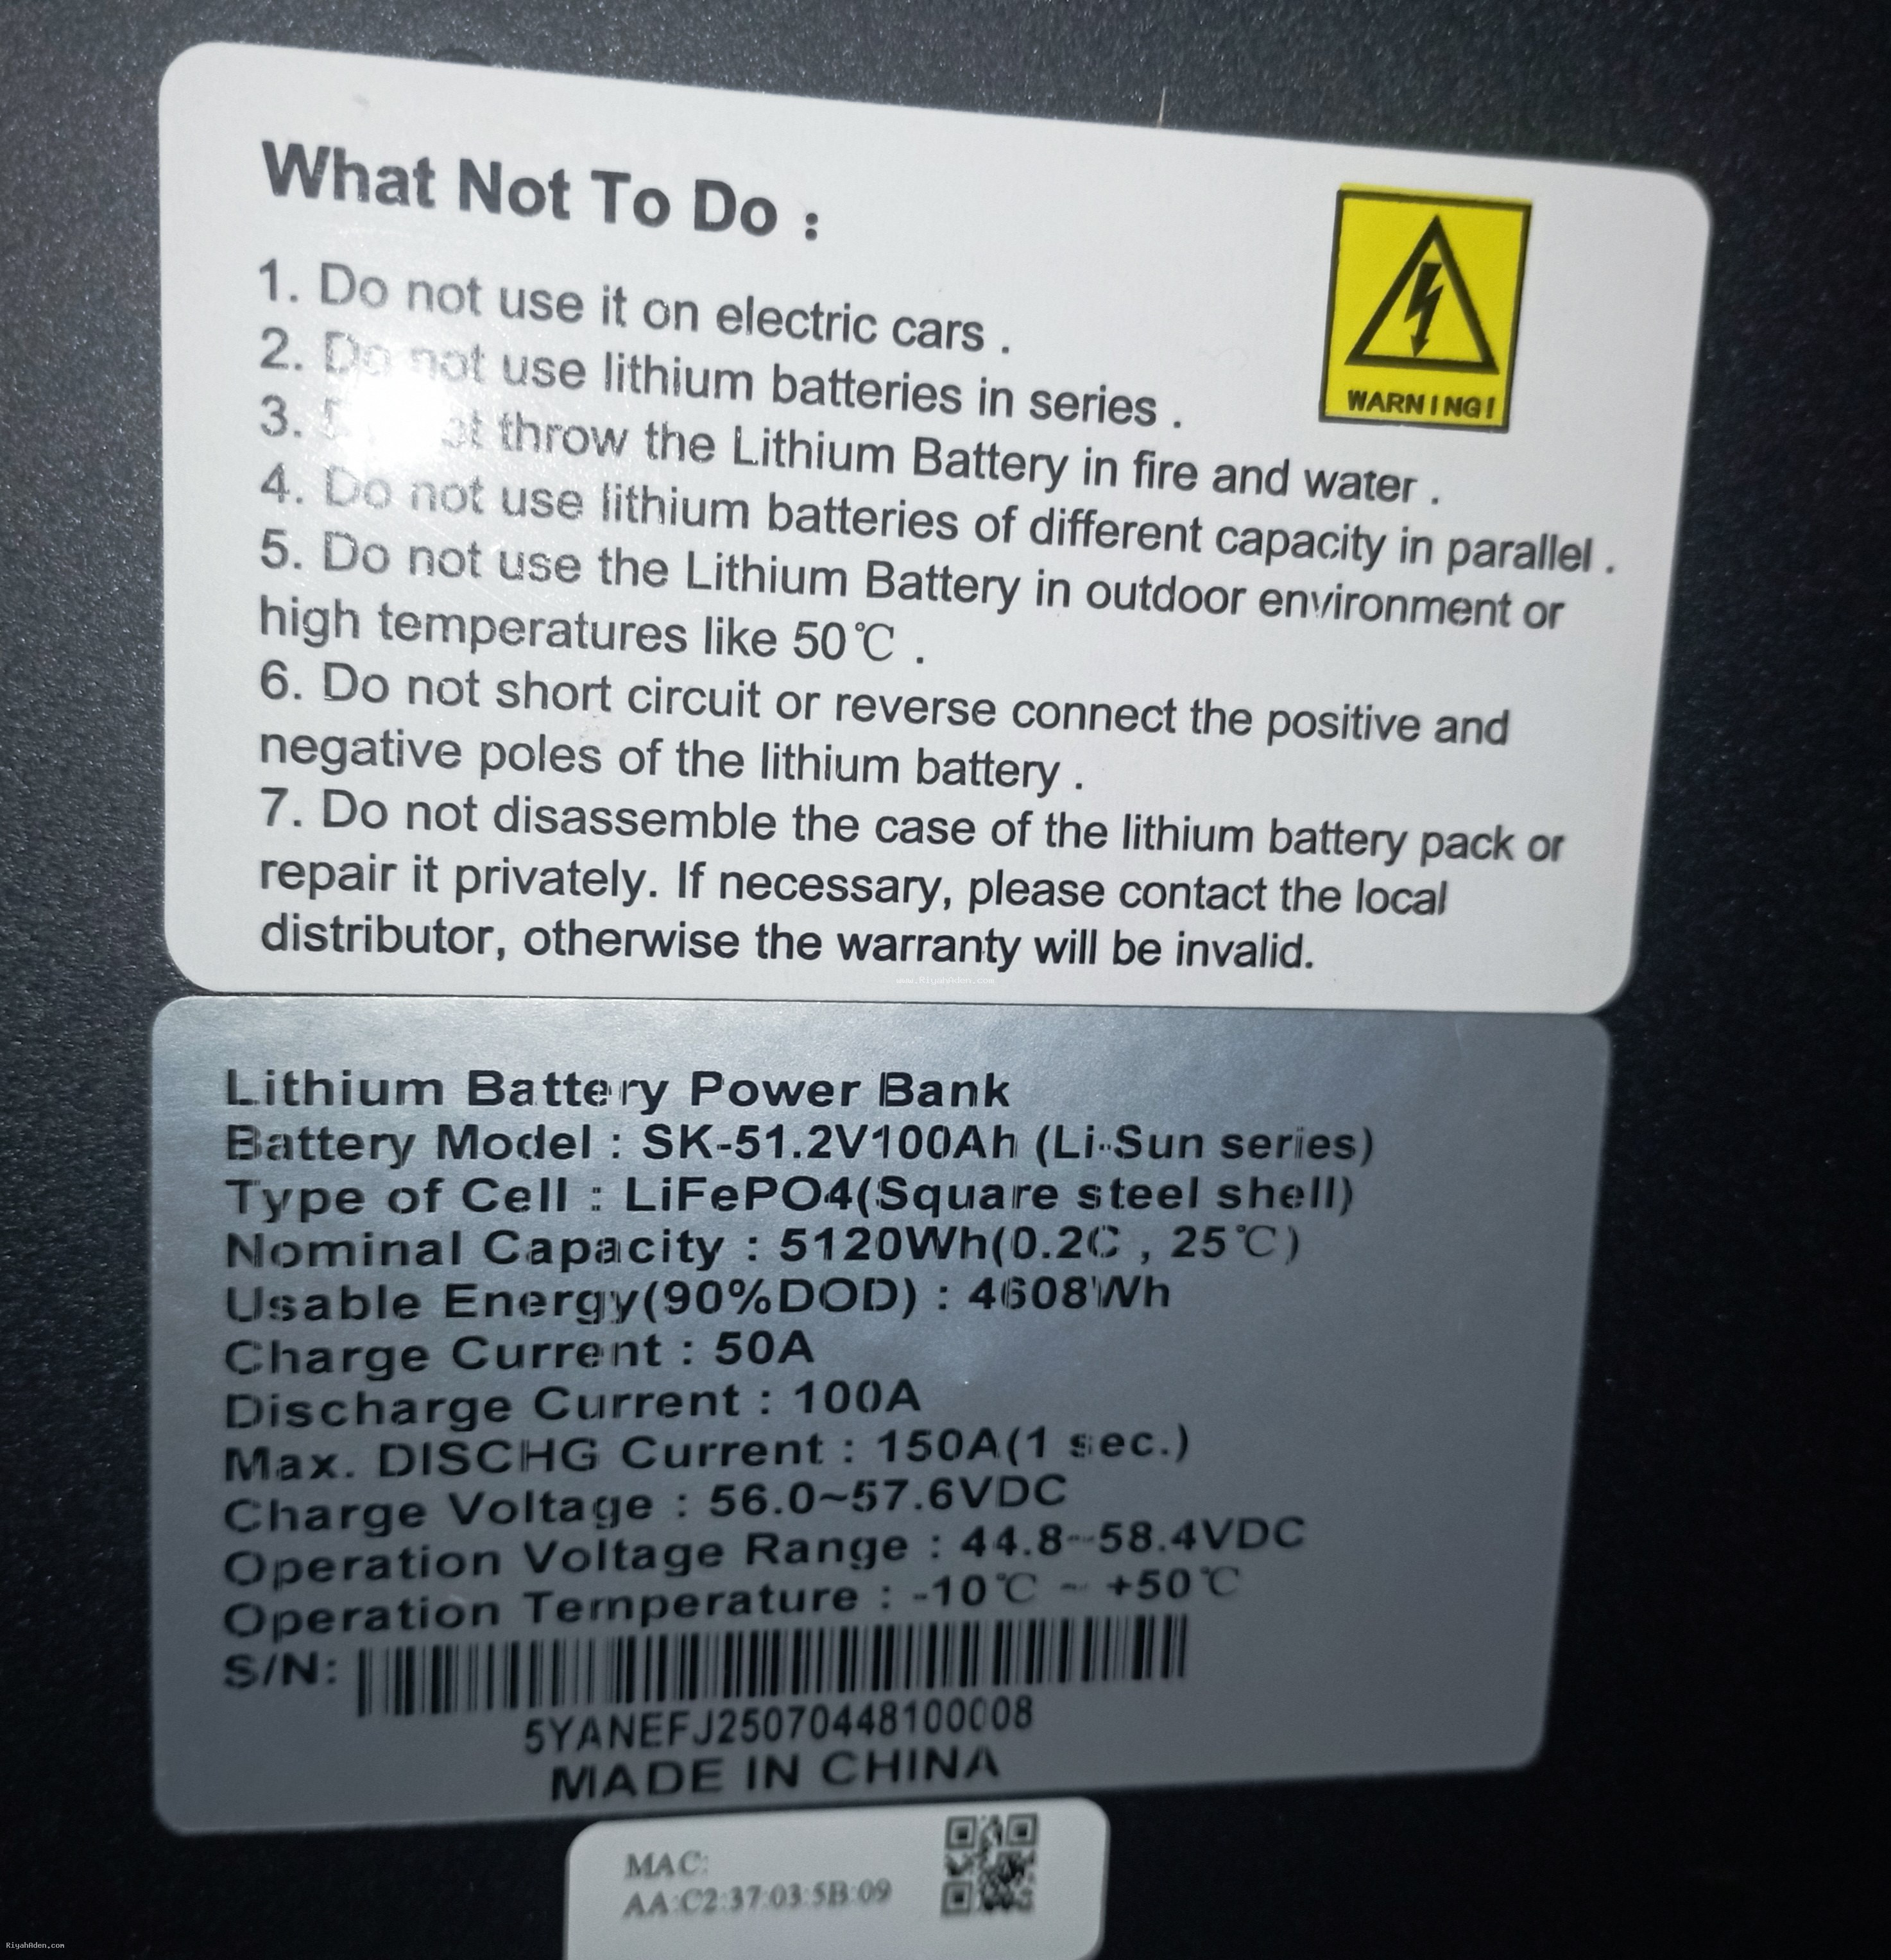 What Not To Do :
WARNING!
1. Do not use it on electric cars .
2. Do not use lithium batteries in series .
3. throw the Lithium Battery in fire and water .
4. Do not use lithium batteries of different capacity in parallel .
5. Do not use the Lithium Battery in outdoor environment or
high temperatures like 50℃ .
6. Do not short circuit or reverse connect the positive and
negative poles of the lithium battery .
7. Do not disassemble the case of the lithium battery pack or
repair it privately. If necessary, please contact the local
distributor, otherwise the warranty will be invalid.
www.RiyahAden.com
Lithium Battery Power Bank
Battery Model : SK-51.2V100Ah (Li-Sun series)
Type of Cell : LiFePO4(Square steel shell)
Nominal Capacity : 5120Wh(0.2C , 25℃)
Usable Energy(90%DOD) : 4608Wh
Charge Current : 50A
Discharge Current : 100A
Max. DISCHG Current : 150A(1 sec.)
Charge Voltage : 56.0~57.6VDC
Operation Voltage Range : 44.8~58.4VDC
Operation Temperature : -10℃ ~ +50℃
S/N:
5YANEFJ25070448100008
MADE IN CHINA
MAC:
AA:C2:37:03:5B:09
RiyahAden.com